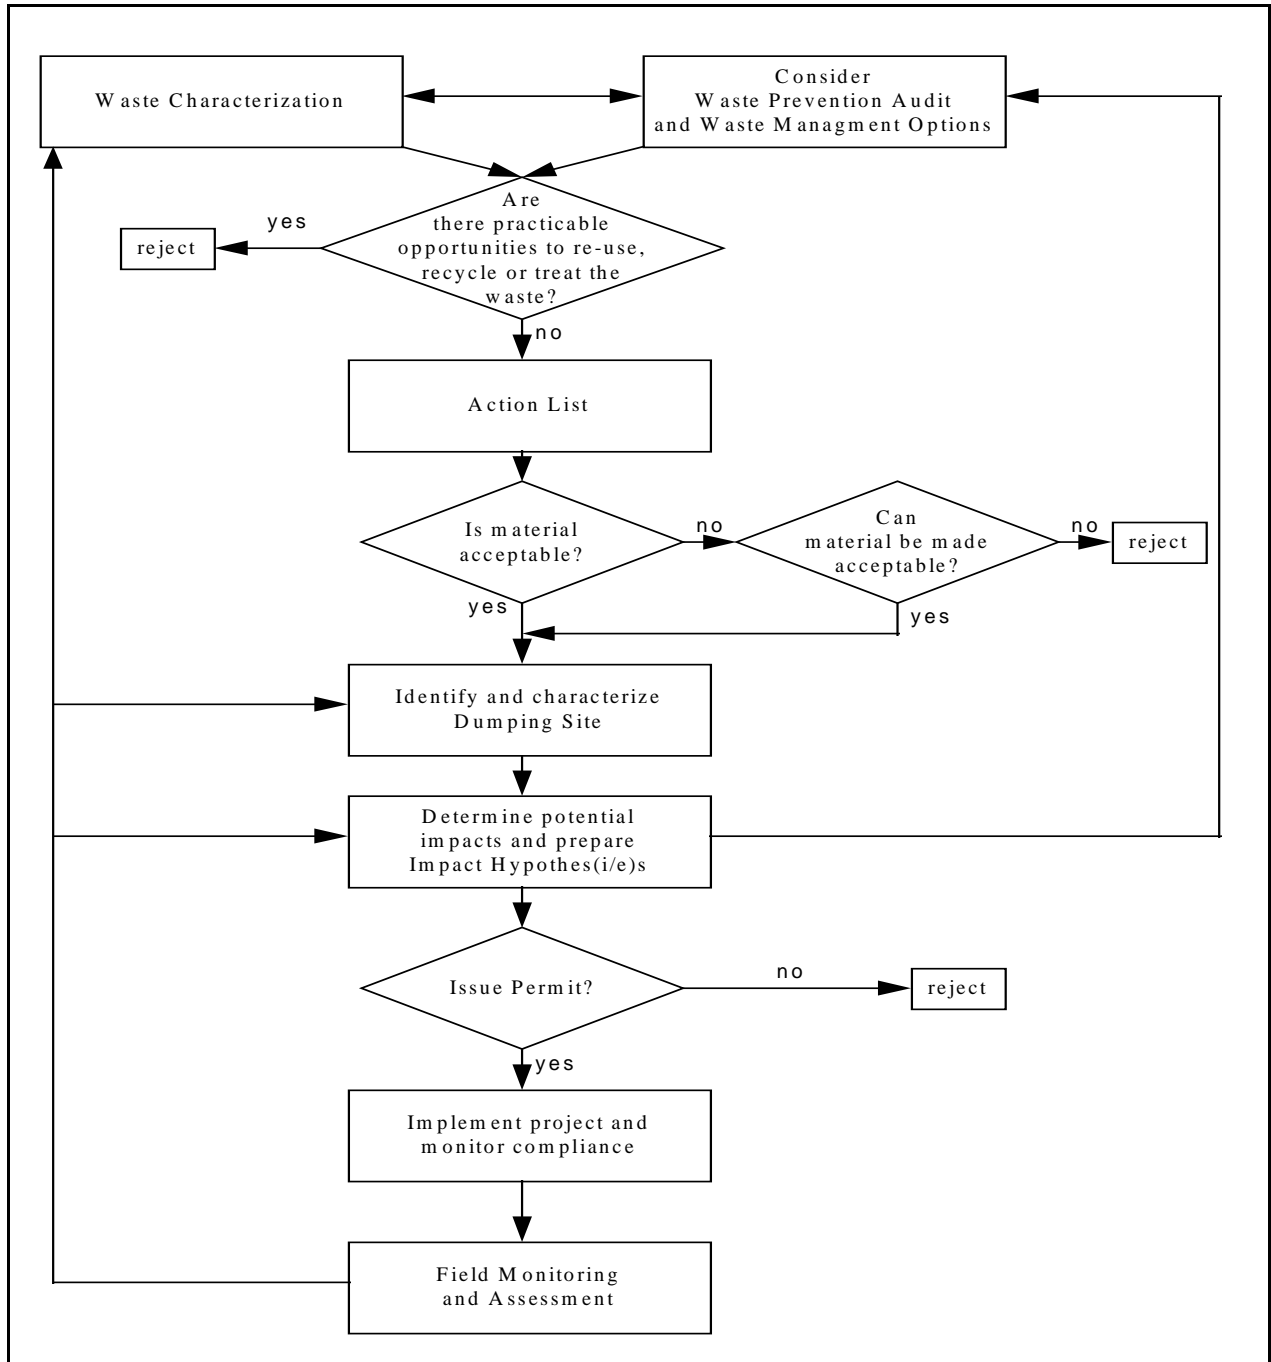 Waste Characterization
Consider
Waste Prevention Audit
and Waste Managment Options
Are
there practicable
opportunities to re-use,
recycle or treat the
waste?
yes
reject
no
Action List
Is material
acceptable?
no
Can
material be made
acceptable?
no
reject
yes
yes
Identify and characterize
Dumping Site
Determine potential
impacts and prepare
Impact Hypothes(i/e)s
Issue Permit?
no
reject
yes
Implement project and
monitor compliance
Field Monitoring
and Assessment